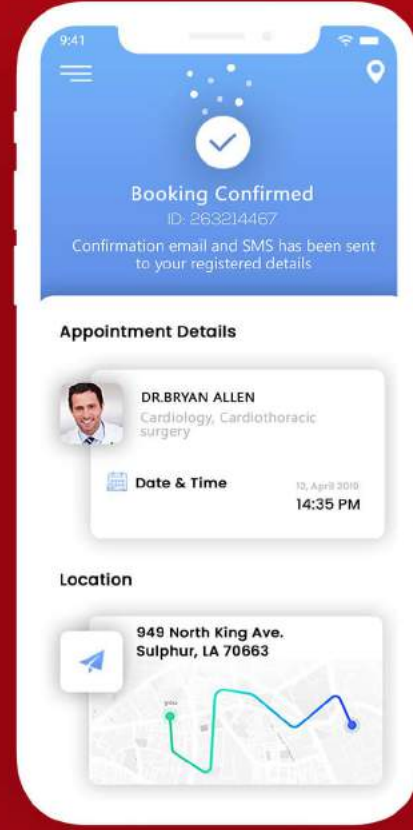 9:41
Booking Confirmed
ID: 263214467
Confirmation email and SMS has been sent
to your registered details
Appointment Details
DR.BRYAN ALLEN
Cardiology, Cardiothoracic
surgery
Date & Time
12, April 2019
14:35 PM
Location
949 North King Ave.
Sulphur, LA 70663
you